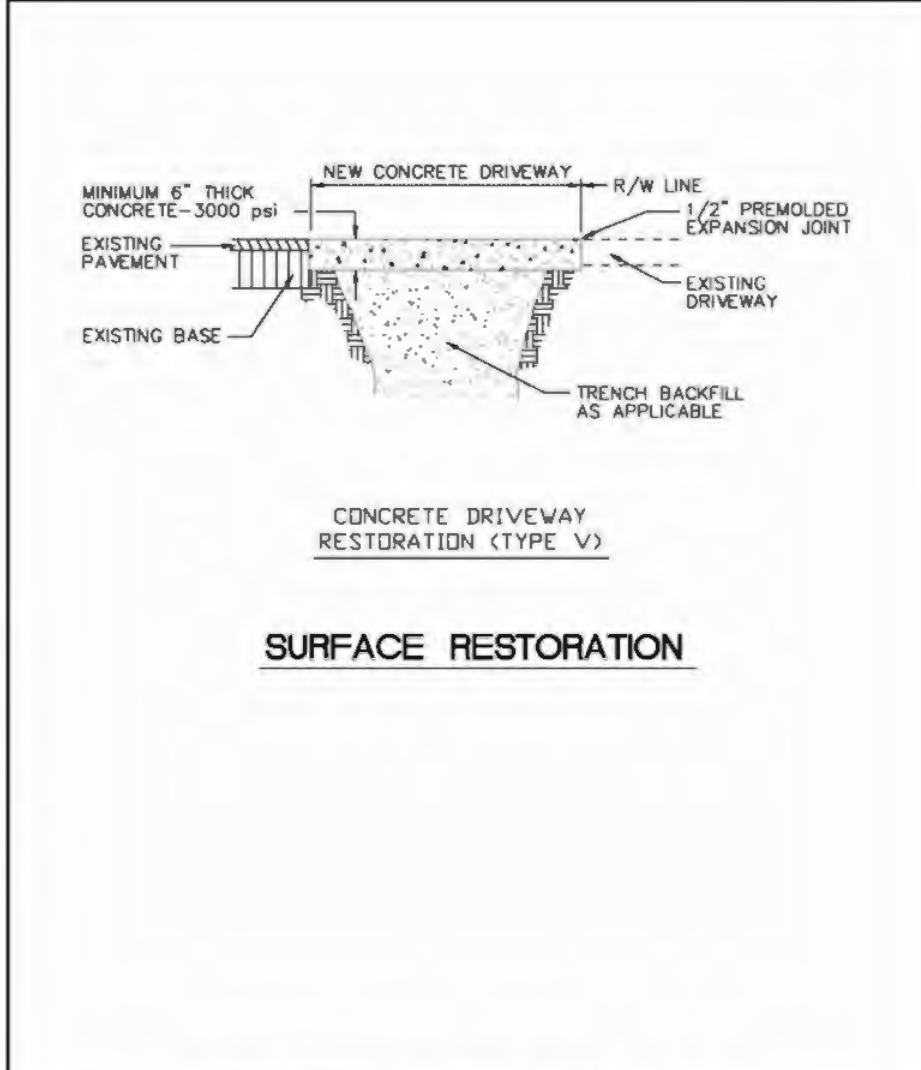 NEW CONCRETE DRIVEWAY
R/W LINE
MINIMUM 6" THICK
CONCRETE-3000 psi
1/2" PREMOLDED
EXPANSION JOINT
EXISTING
PAVEMENT
EXISTING
DRIVEWAY
EXISTING BASE
TRENCH BACKFILL
AS APPLICABLE
CONCRETE DRIVEWAY
RESTORATION (TYPE V)
SURFACE RESTORATION